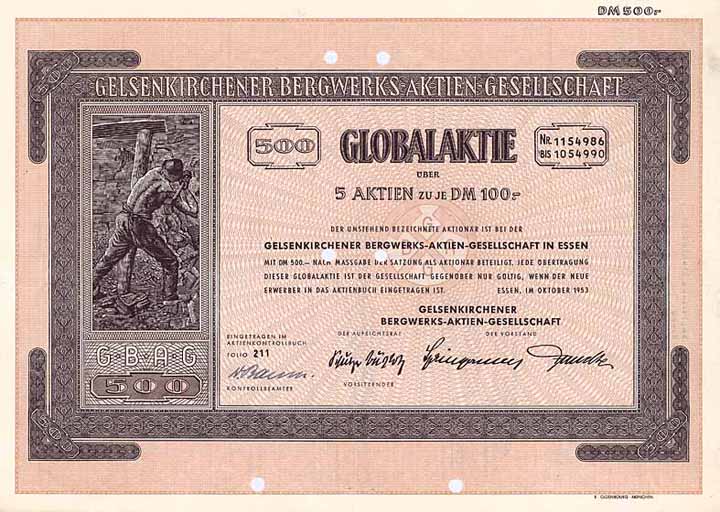 DM 500.-
GELSENKIRCHENER BERGWERKS-AKTIEN-GESELLSCHAFT
500
GLOBALAKTIE
NR. 1154986
BIS 1054990
ÜBER
5 AKTIEN ZU JE DM 100.-
DER UMSTEHEND BEZEICHNETE AKTIONÄR IST BEI DER
GELSENKIRCHENER BERGWERKS-AKTIEN-GESELLSCHAFT IN ESSEN
MIT DM 500.— NACH MASSGABE DER SATZUNG ALS AKTIONÄR BETEILIGT. JEDE ÜBERTRAGUNG
DIESER GLOBALAKTIE IST DER GESELLSCHAFT GEGENÜBER NUR GÜLTIG, WENN DER NEUE
ERWERBER IN DAS AKTIENBUCH EINGETRAGEN IST. ESSEN, IM OKTOBER 1953
GELSENKIRCHENER
BERGWERKS-AKTIEN-GESELLSCHAFT
EINGETRAGEN IM
AKTIENKONTROLLBUCH
FOLIO 211
KONTROLLBEAMTER
DER AUFSICHTSRAT
VORSITZENDER
DER VORSTAND
GBAG
500
R. OLDENBOURG MÜNCHEN